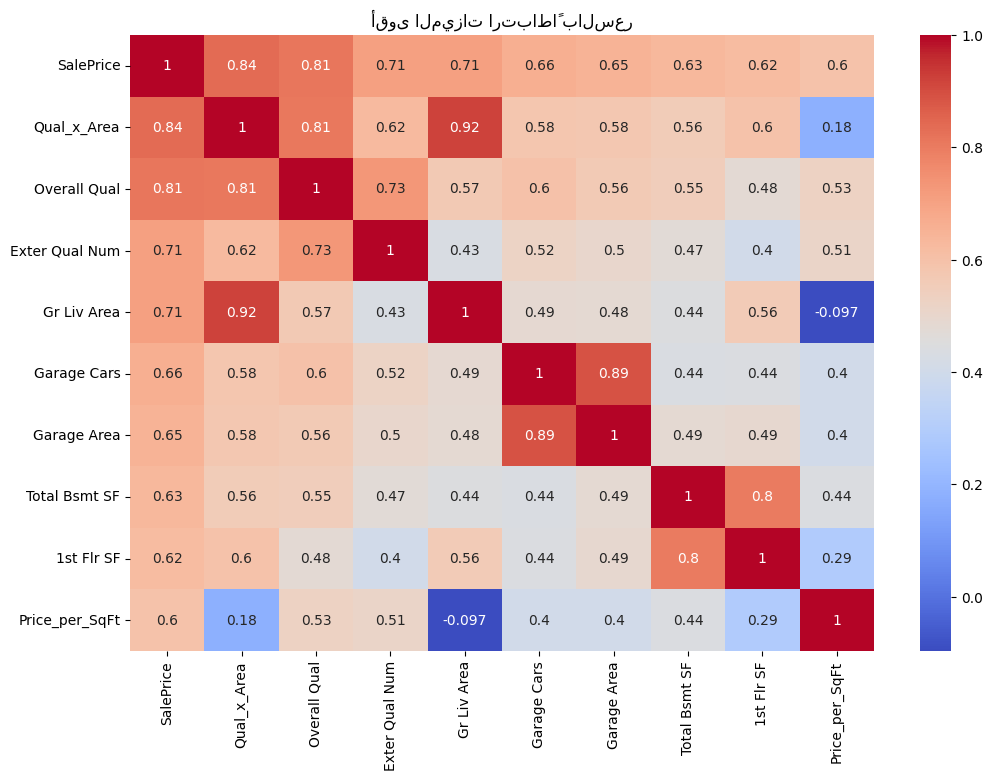 أقوى الميزات ارتباطاً بالسعر
SalePrice 1 0.84 0.81 0.71 0.71 0.66 0.65 0.63 0.62 0.6
Qual_x_Area 0.84 1 0.81 0.62 0.92 0.58 0.58 0.56 0.6 0.18
Overall Qual 0.81 0.81 1 0.73 0.57 0.6 0.56 0.55 0.48 0.53
Exter Qual Num 0.71 0.62 0.73 1 0.43 0.52 0.5 0.47 0.4 0.51
Gr Liv Area 0.71 0.92 0.57 0.43 1 0.49 0.48 0.44 0.56 -0.097
Garage Cars 0.66 0.58 0.6 0.52 0.49 1 0.89 0.44 0.44 0.4
Garage Area 0.65 0.58 0.56 0.5 0.48 0.89 1 0.49 0.49 0.4
Total Bsmt SF 0.63 0.56 0.55 0.47 0.44 0.44 0.49 1 0.8 0.44
1st Flr SF 0.62 0.6 0.48 0.4 0.56 0.44 0.49 0.8 1 0.29
Price_per_SqFt 0.6 0.18 0.53 0.51 -0.097 0.4 0.4 0.44 0.29 1
SalePrice
Qual_x_Area
Overall Qual
Exter Qual Num
Gr Liv Area
Garage Cars
Garage Area
Total Bsmt SF
1st Flr SF
Price_per_SqFt
1.0
0.8
0.6
0.4
0.2
0.0